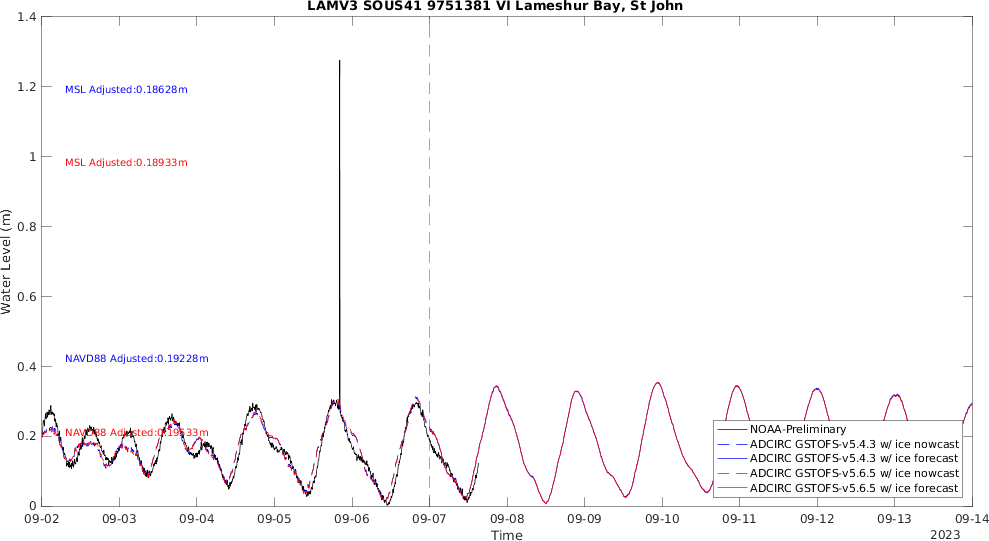 LAMV3 SOUS41 9751381 VI Lameshur Bay, St John
1.4
1.2
1
0.8
0.6
0.4
0.2
0
Water Level (m)
MSL Adjusted:0.18628m
MSL Adjusted:0.18933m
NAVD88 Adjusted:0.19228m
NAVD88 Adjusted:0.19533m
NOAA-Preliminary
ADCIRC GSTOFS-v5.4.3 w/ ice nowcast
ADCIRC GSTOFS-v5.4.3 w/ ice forecast
ADCIRC GSTOFS-v5.6.5 w/ ice nowcast
ADCIRC GSTOFS-v5.6.5 w/ ice forecast
09-02 09-03 09-04 09-05 09-06 09-07 09-08 09-09 09-10 09-11 09-12 09-13 09-14
Time
2023